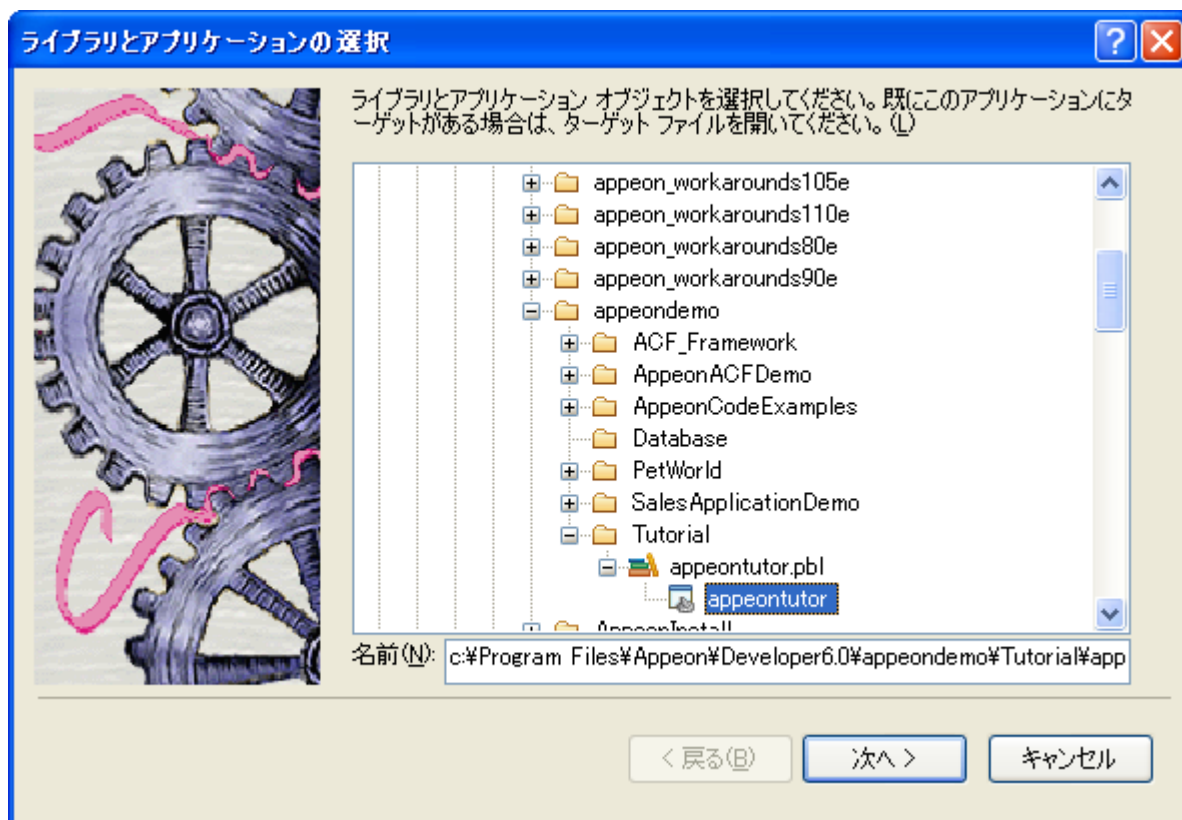 ライブラリとアプリケーションの選択
ライブラリとアプリケーション オブジェクトを選択してください。既にこのアプリケーションにタ
ーゲットがある場合は、ターゲット ファイルを開いてください。(L)
appeon_workarounds105e
appeon_workarounds110e
appeon_workarounds80e
appeon_workarounds90e
appeondemo
ACF_Framework
AppeonACFDemo
AppeonCodeExamples
Database
PetWorld
SalesApplicationDemo
Tutorial
appeontutor.pbl
appeontutor
AppeonInstall
名前(N): c:¥Program Files¥Appeon¥Developer6.0¥appeondemo¥Tutorial¥app
< 戻る(B) 次へ > キャンセル